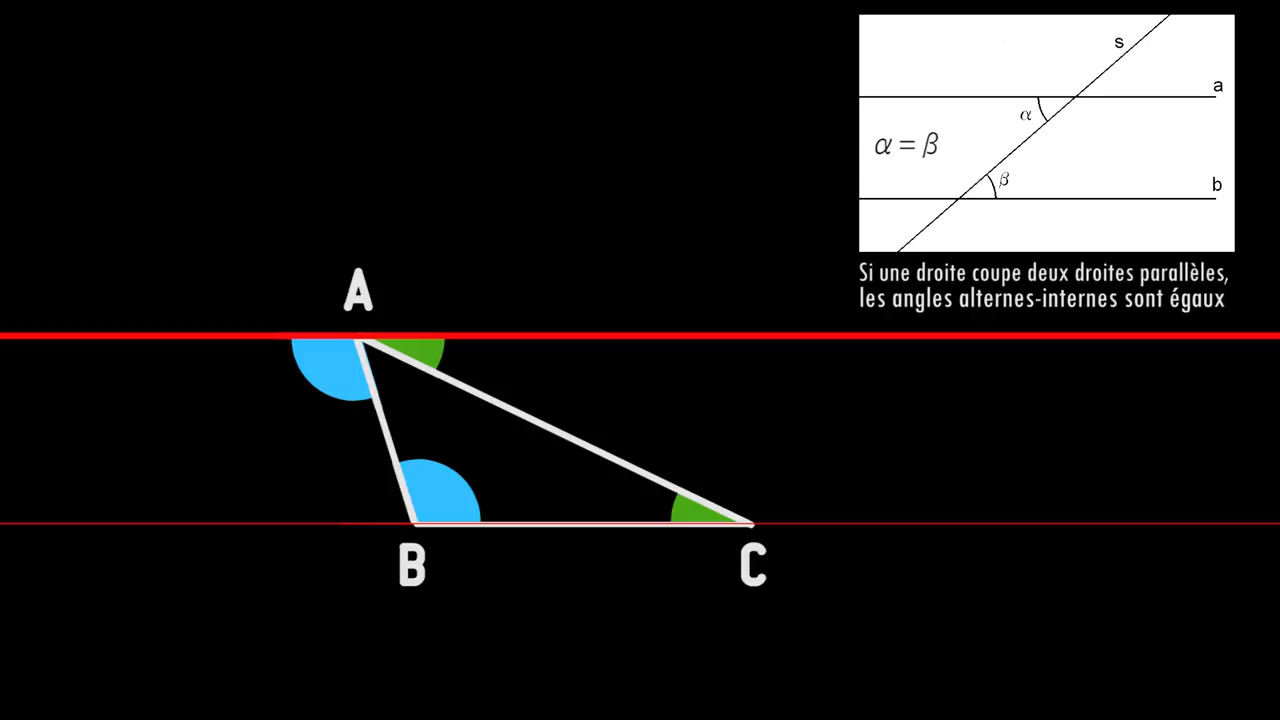 s
a
α
α = β
β
b
Si une droite coupe deux droites parallèles,
les angles alternes-internes sont égaux
A
B
C